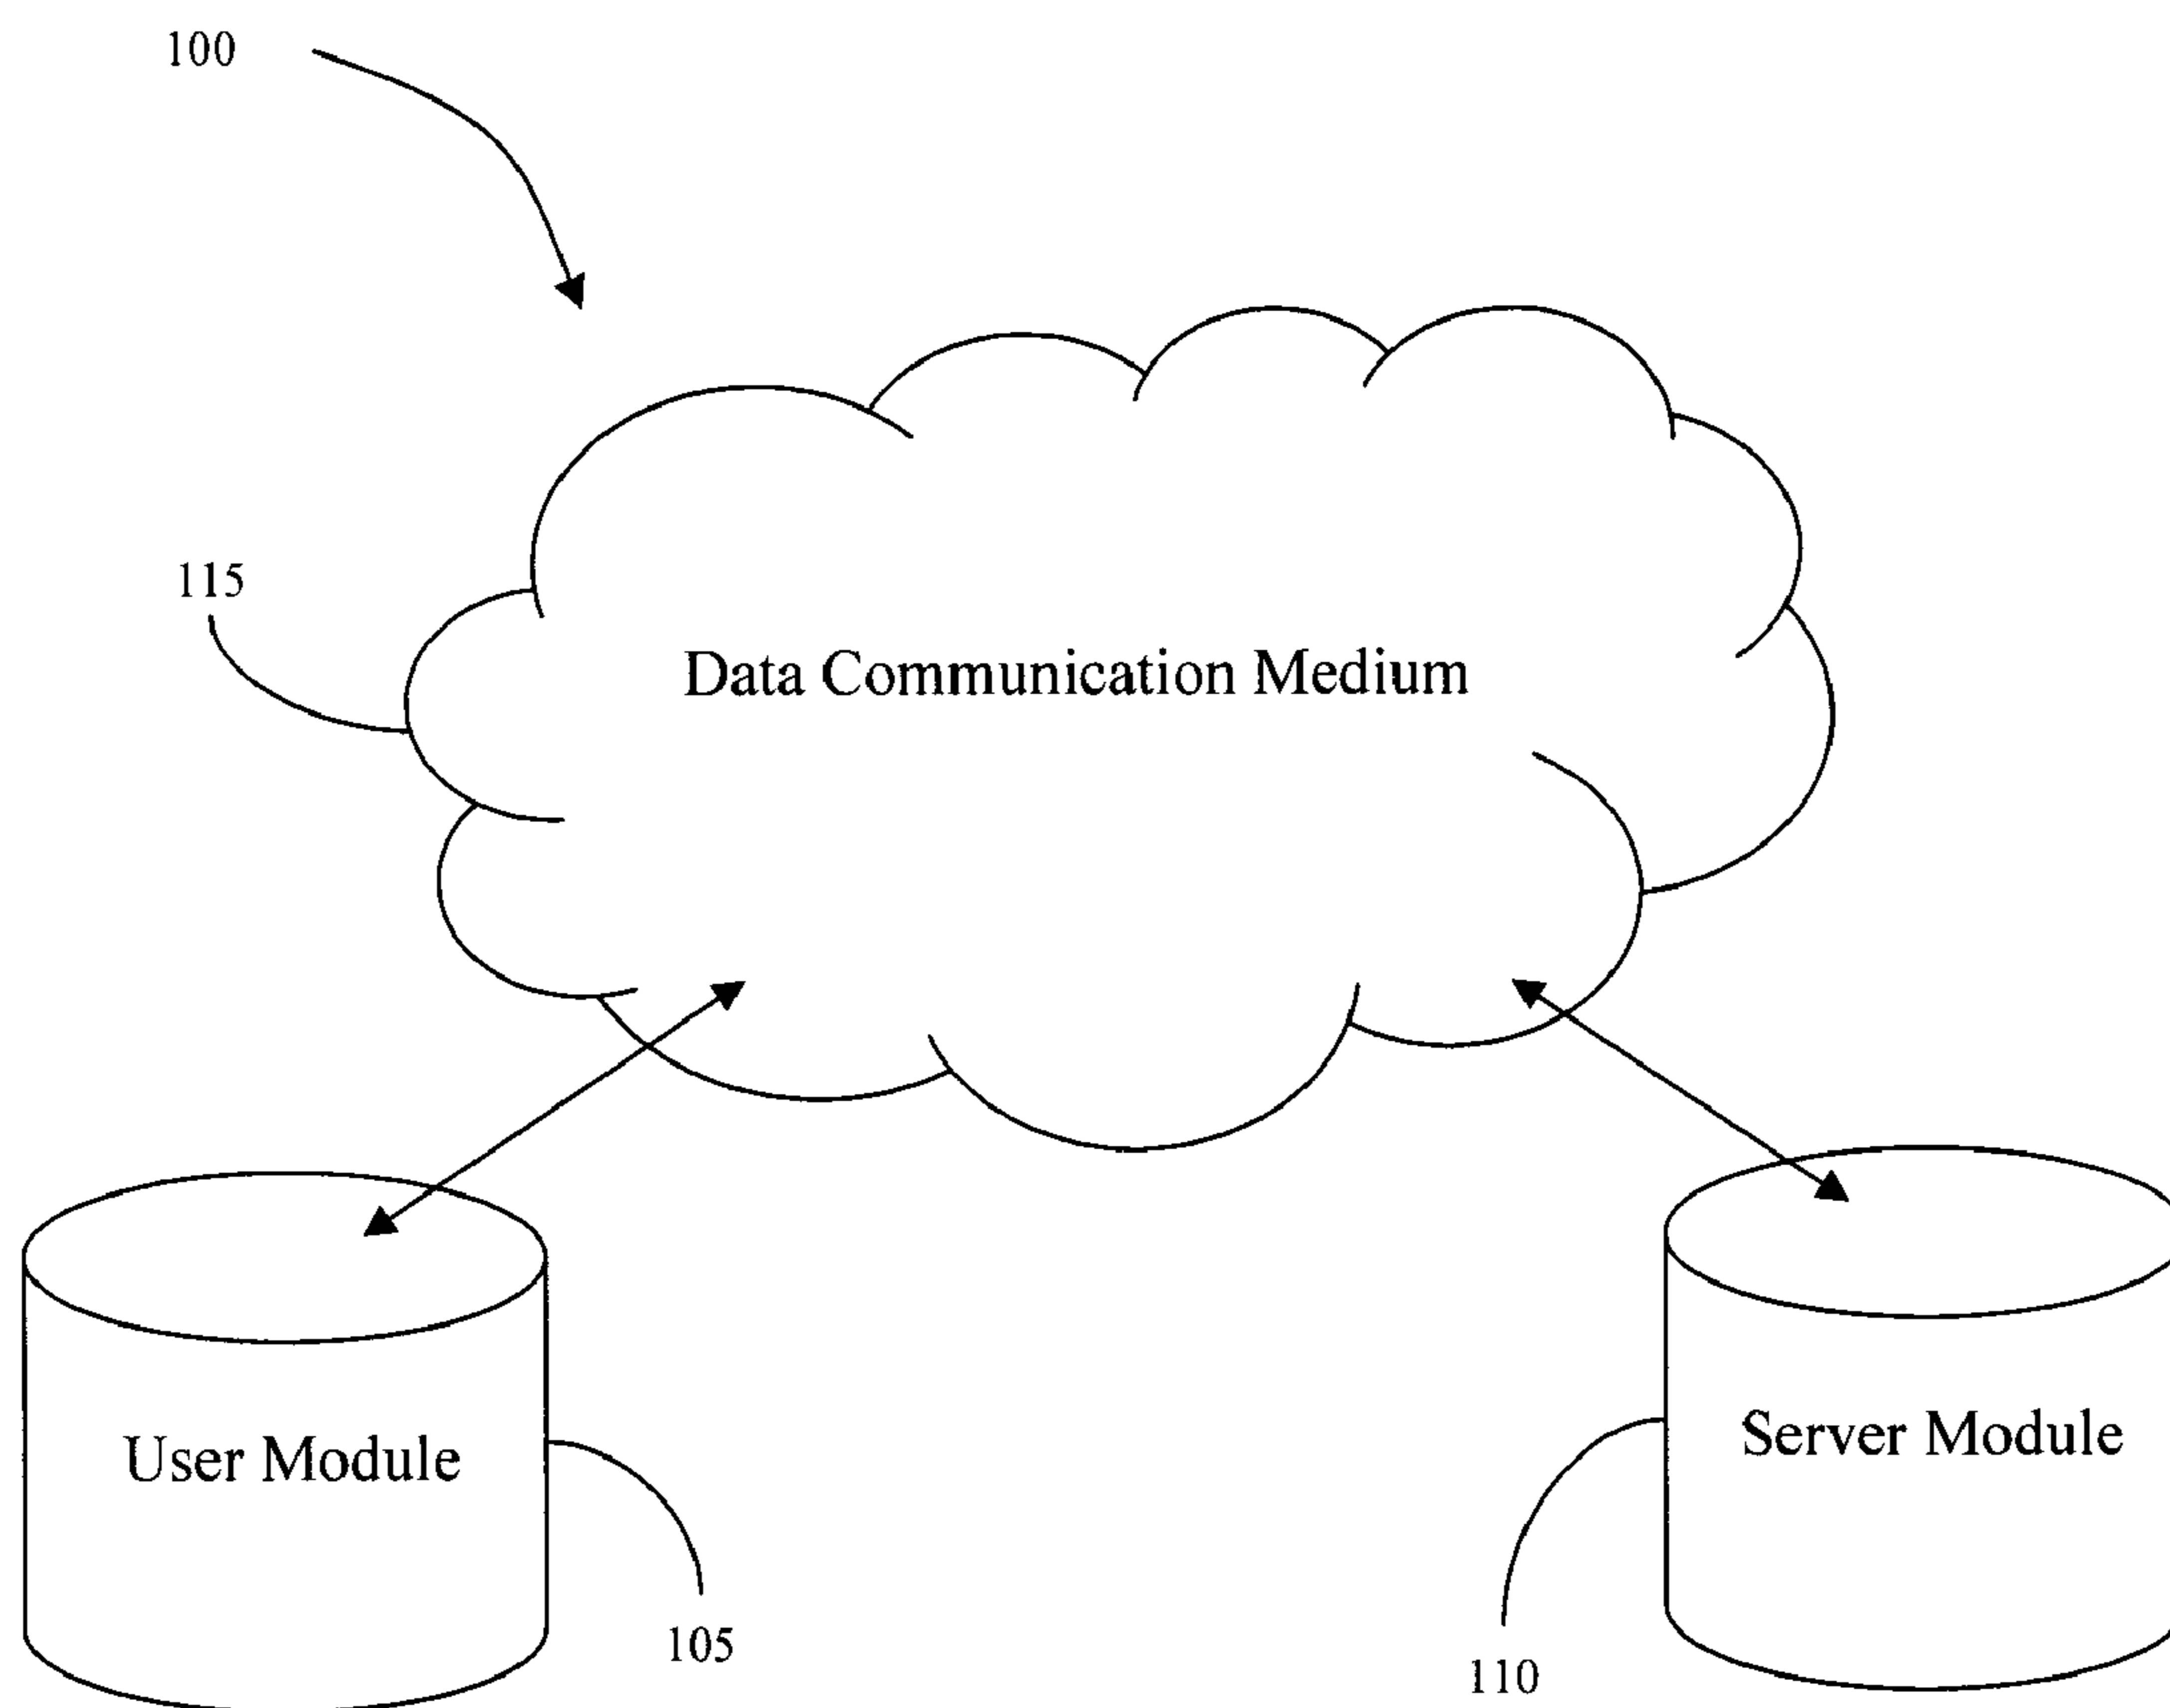 100
115
Data Communication Medium
User Module
Server Module
105
110